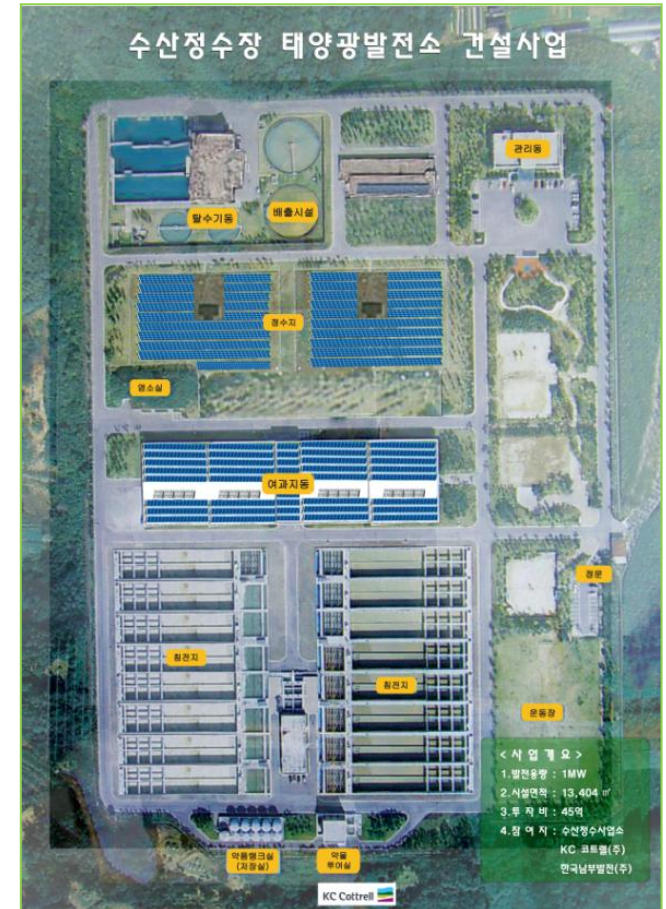 수산정수장 태양광발전소 건설사업
관리동
탈수기동
배출시설
정수지
염소실
여과지동
정문
침전지
침전지
운동장
< 사 업 개 요 >
1.발전용량 : 1MW
2.시설면적 : 13,404 ㎡
3.투 자 비 : 45억
4.참 여 자 : 수산정수사업소
KC 코트렐(주)
한국남부발전(주)
약품탱크실
(저장실)
약물
투여실
KC Cottrell